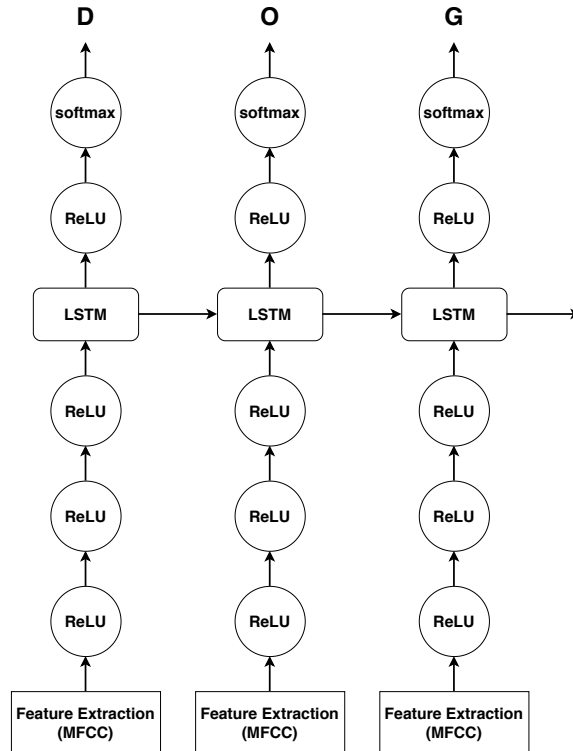 D O G
softmax softmax softmax
ReLU ReLU ReLU
LSTM LSTM LSTM
ReLU ReLU ReLU
ReLU ReLU ReLU
ReLU ReLU ReLU
Feature Extraction Feature Extraction Feature Extraction
(MFCC) (MFCC) (MFCC)